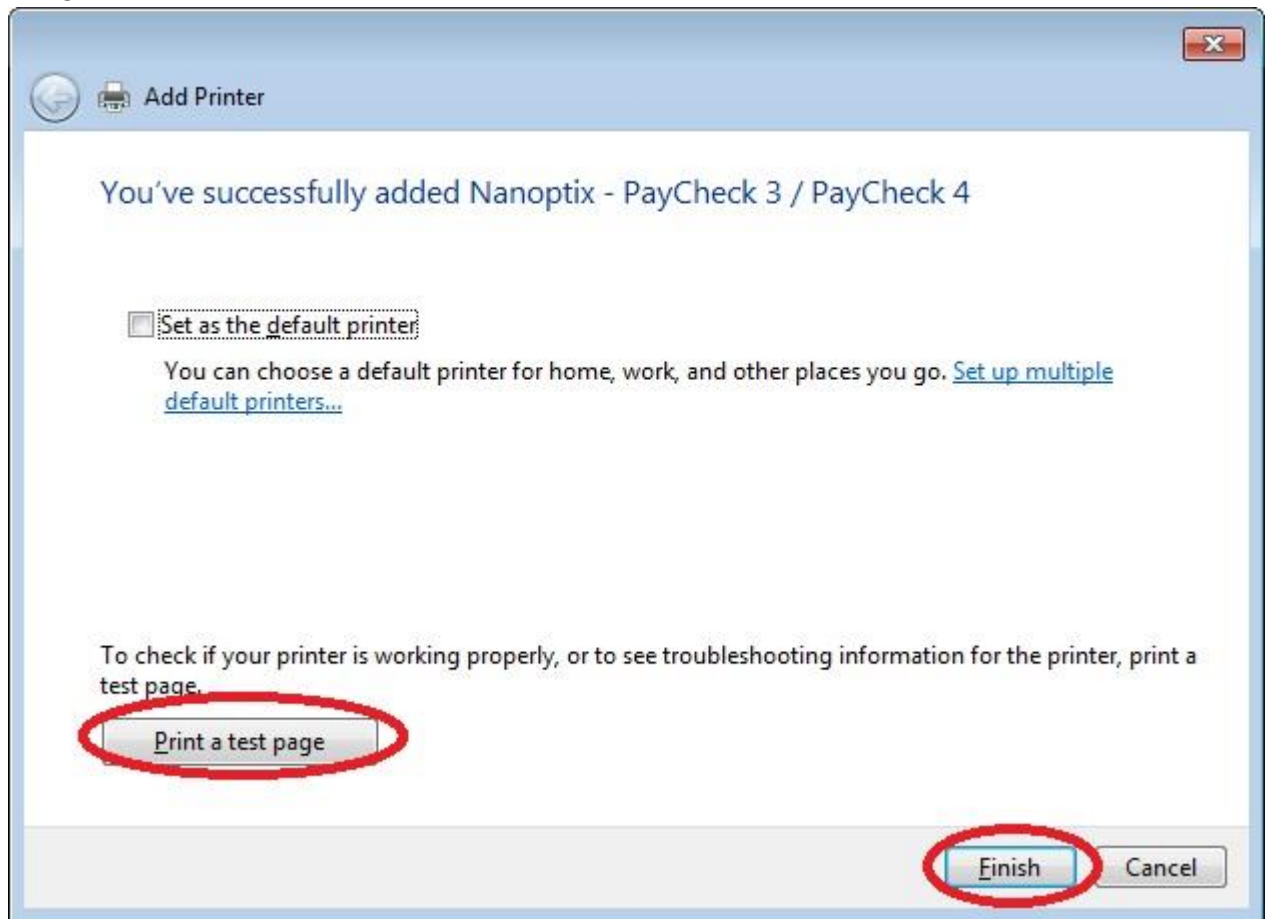 Add Printer
You've successfully added Nanoptix - PayCheck 3 / PayCheck 4
Set as the default printer
You can choose a default printer for home, work, and other places you go. Set up multiple
default printers...
To check if your printer is working properly, or to see troubleshooting information for the printer, print a
test page.
Print a test page
Finish Cancel